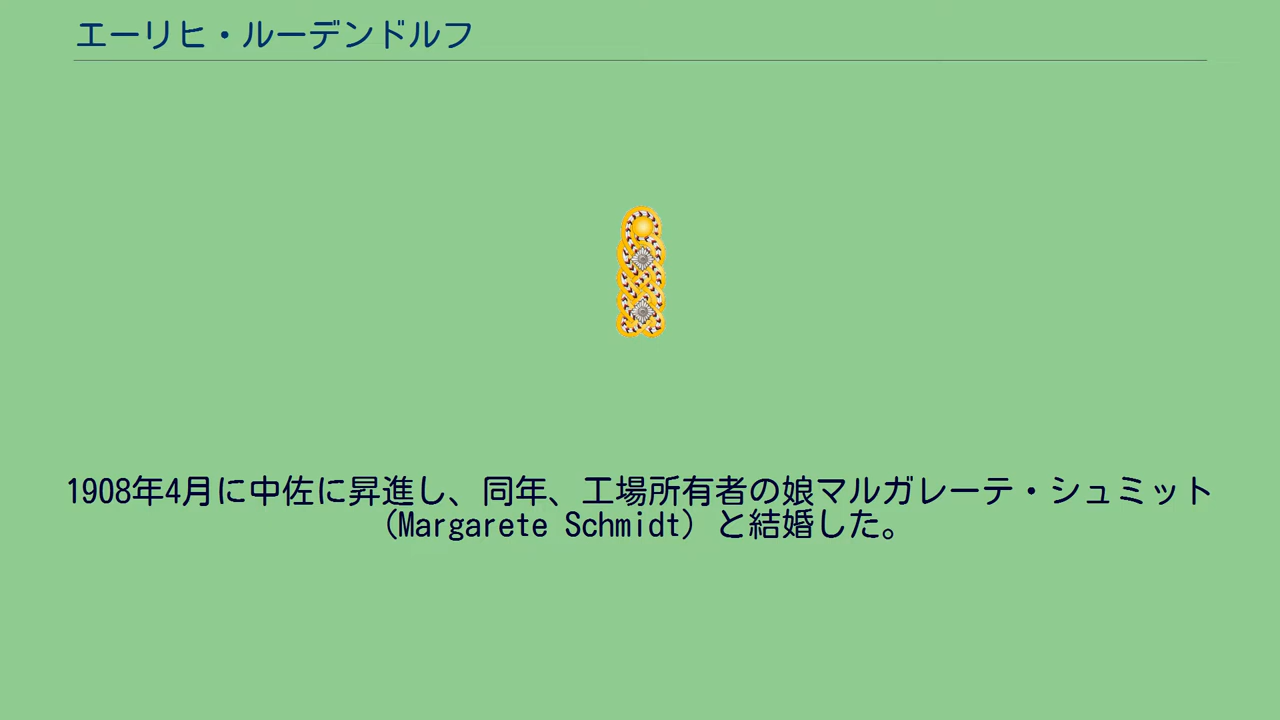 エーリヒ・ルーデンドルフ
1908年4月に中佐に昇進し、同年、工場所有者の娘マルガレーテ・シュミット
（Margarete Schmidt）と結婚した。